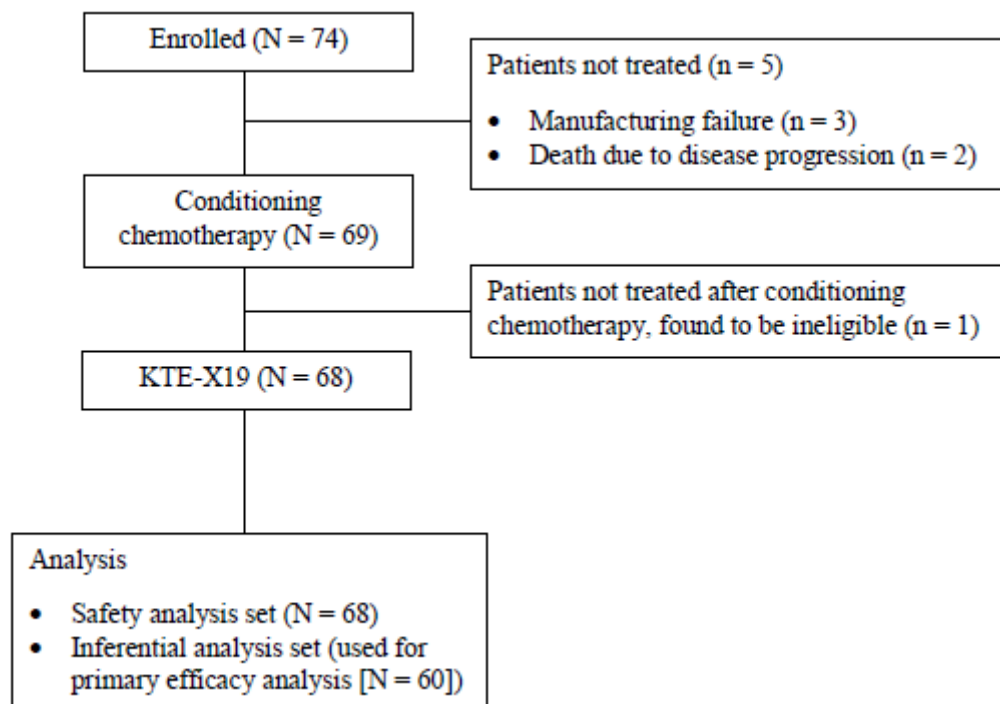 Enrolled (N = 74)
Patients not treated (n = 5)
• Manufacturing failure (n = 3)
• Death due to disease progression (n = 2)
Conditioning
chemotherapy (N = 69)
Patients not treated after conditioning
chemotherapy, found to be ineligible (n = 1)
KTE-X19 (N = 68)
Analysis
• Safety analysis set (N = 68)
• Inferential analysis set (used for
primary efficacy analysis [N = 60])